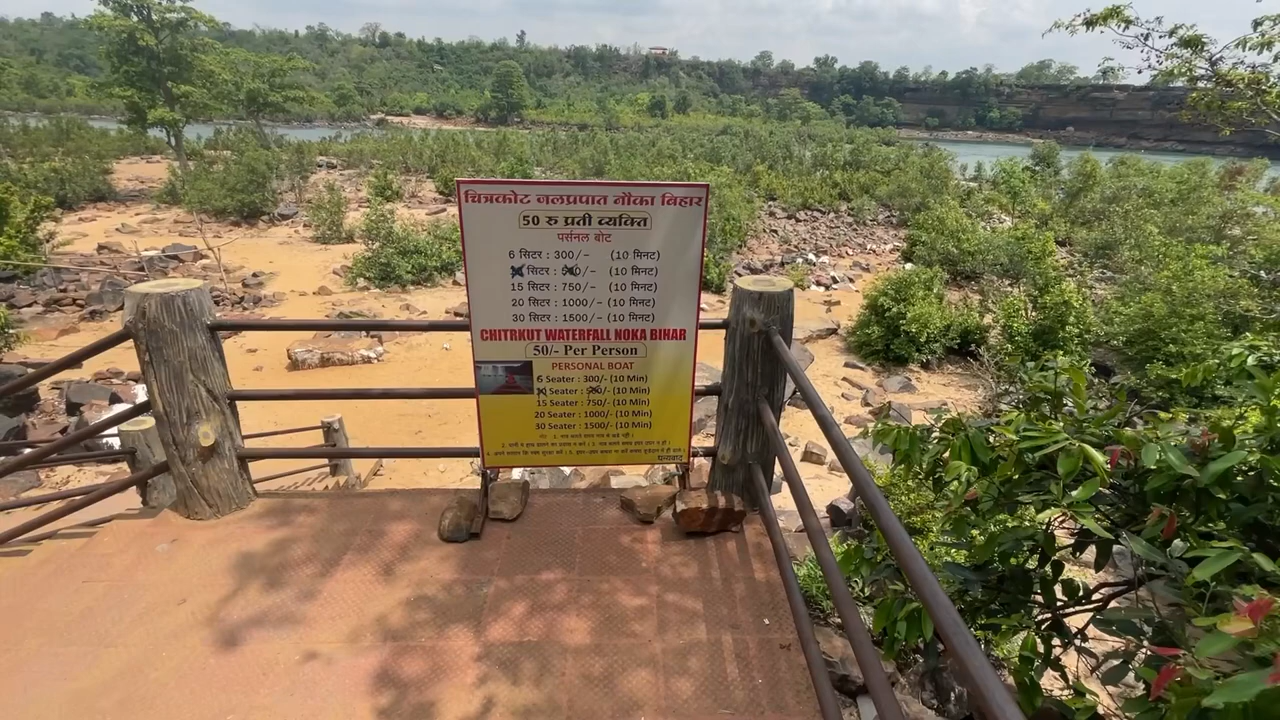 चित्रकोट जलप्रपात नौका बिहार
50 रु प्रती व्यक्ति
पर्सनल बोट
6 सिटर : 300/- (10 मिनट)
सिटर : /- (10 मिनट)
15 सिटर : 750/- (10 मिनट)
20 सिटर : 1000/- (10 मिनट)
30 सिटर : 1500/- (10 मिनट)
CHITRKUT WATERFALL NOKA BIHAR
50/- Per Person
PERSONAL BOAT
6 Seater : 300/- (10 Min)
Seater : /- (10 Min)
15 Seater : 750/- (10 Min)
20 Seater : 1000/- (10 Min)
30 Seater : 1500/- (10 Min)
धन्यवाद